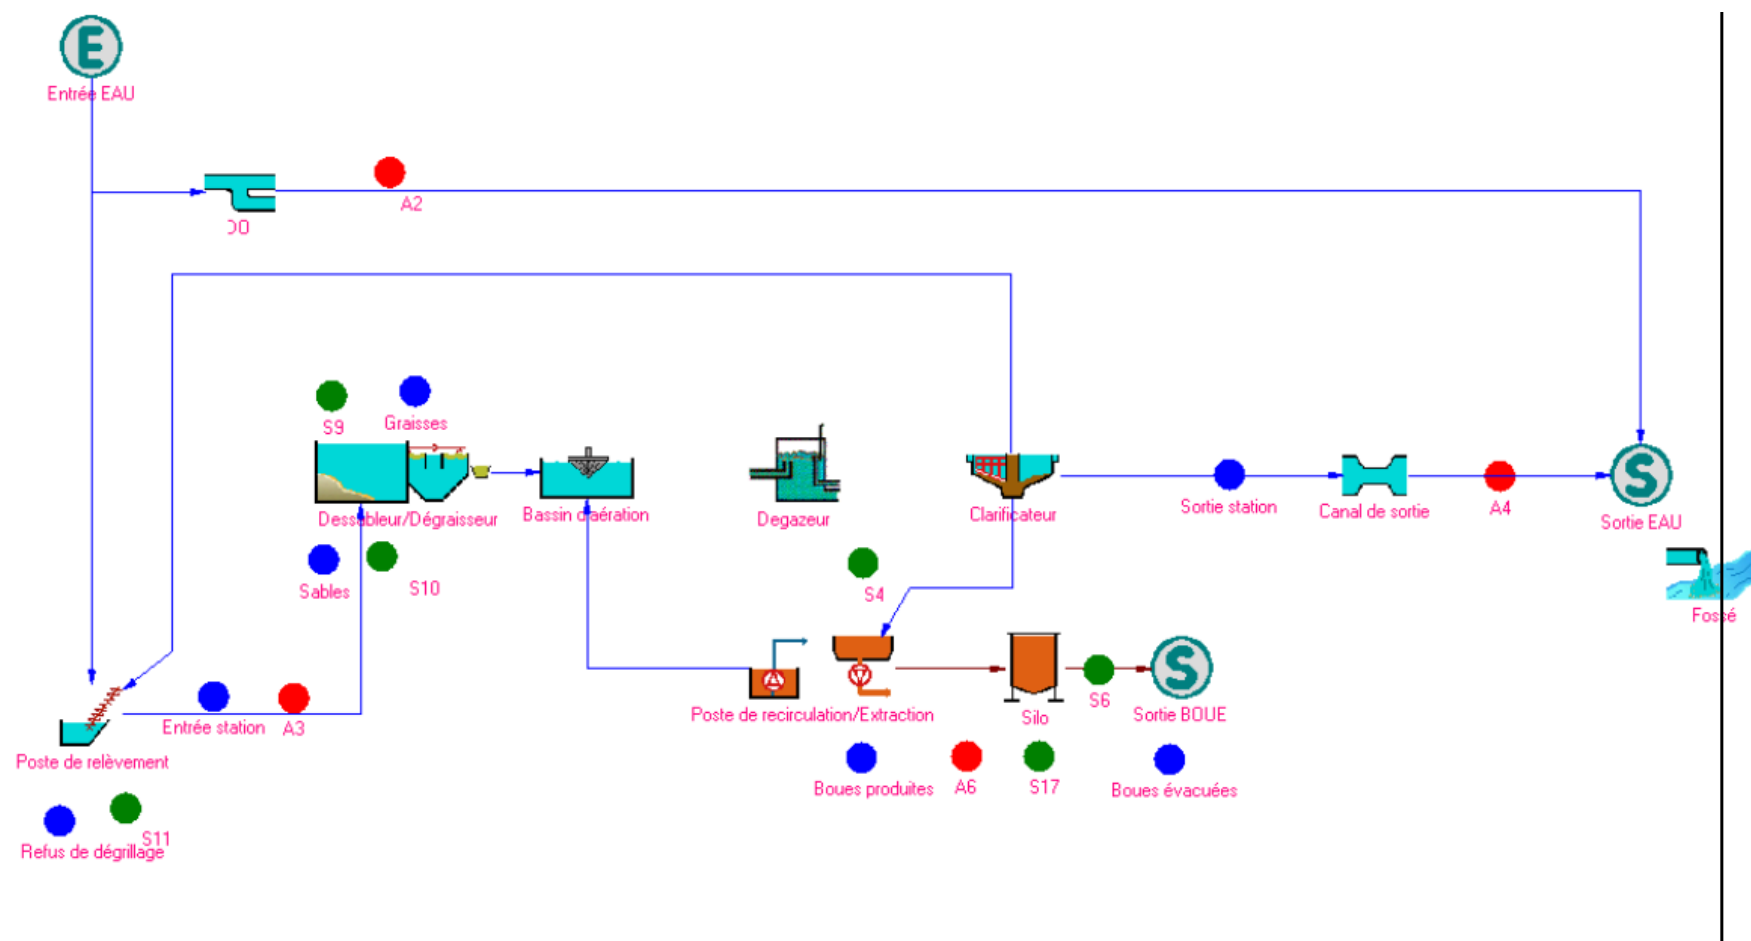 E
Entrée EAU
A2
DO
S9
Graisses
Dessableur/Dégraisseur
Bassin d'aération
Degazeur
Clarificateur
Sortie station
Canal de sortie
A4
S
Sortie EAU
Sables
S10
S4
Fossé
Entrée station
A3
Poste de relèvement
Poste de recirculation/Extraction
Silo
S6
S
Sortie BOUE
Boues produites
A6
S17
Boues évacuées
S11
Refus de dégrillage